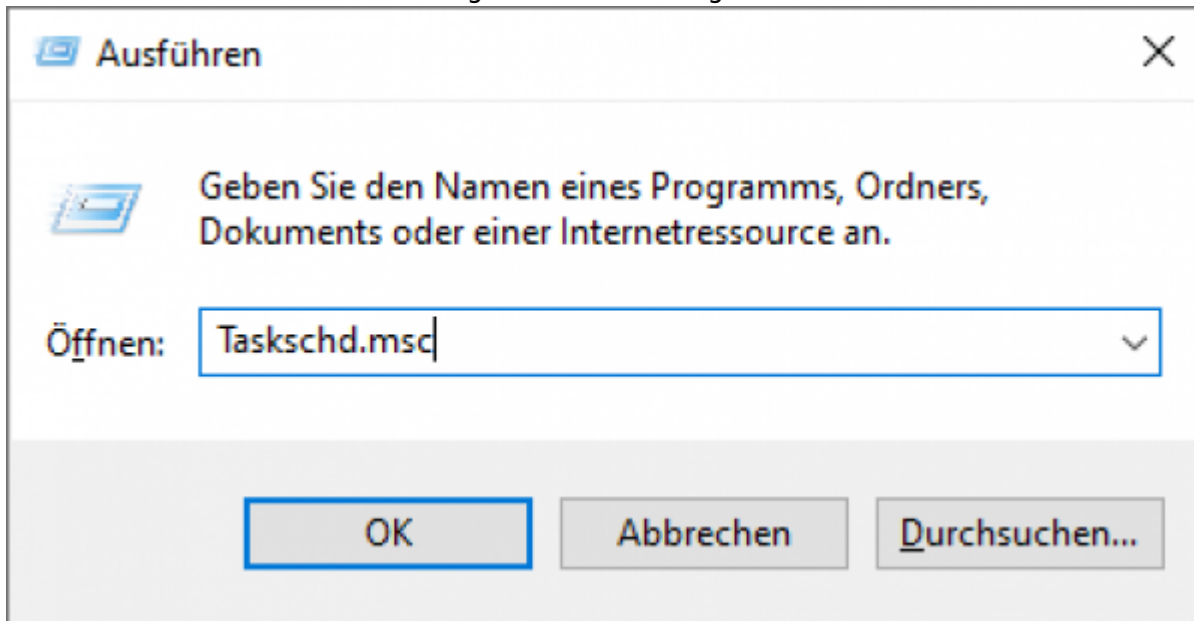 Ausführen
Geben Sie den Namen eines Programms, Ordners,
Dokuments oder einer Internetressource an.
Öffnen: Taskschd.msc
OK Abbrechen Durchsuchen...